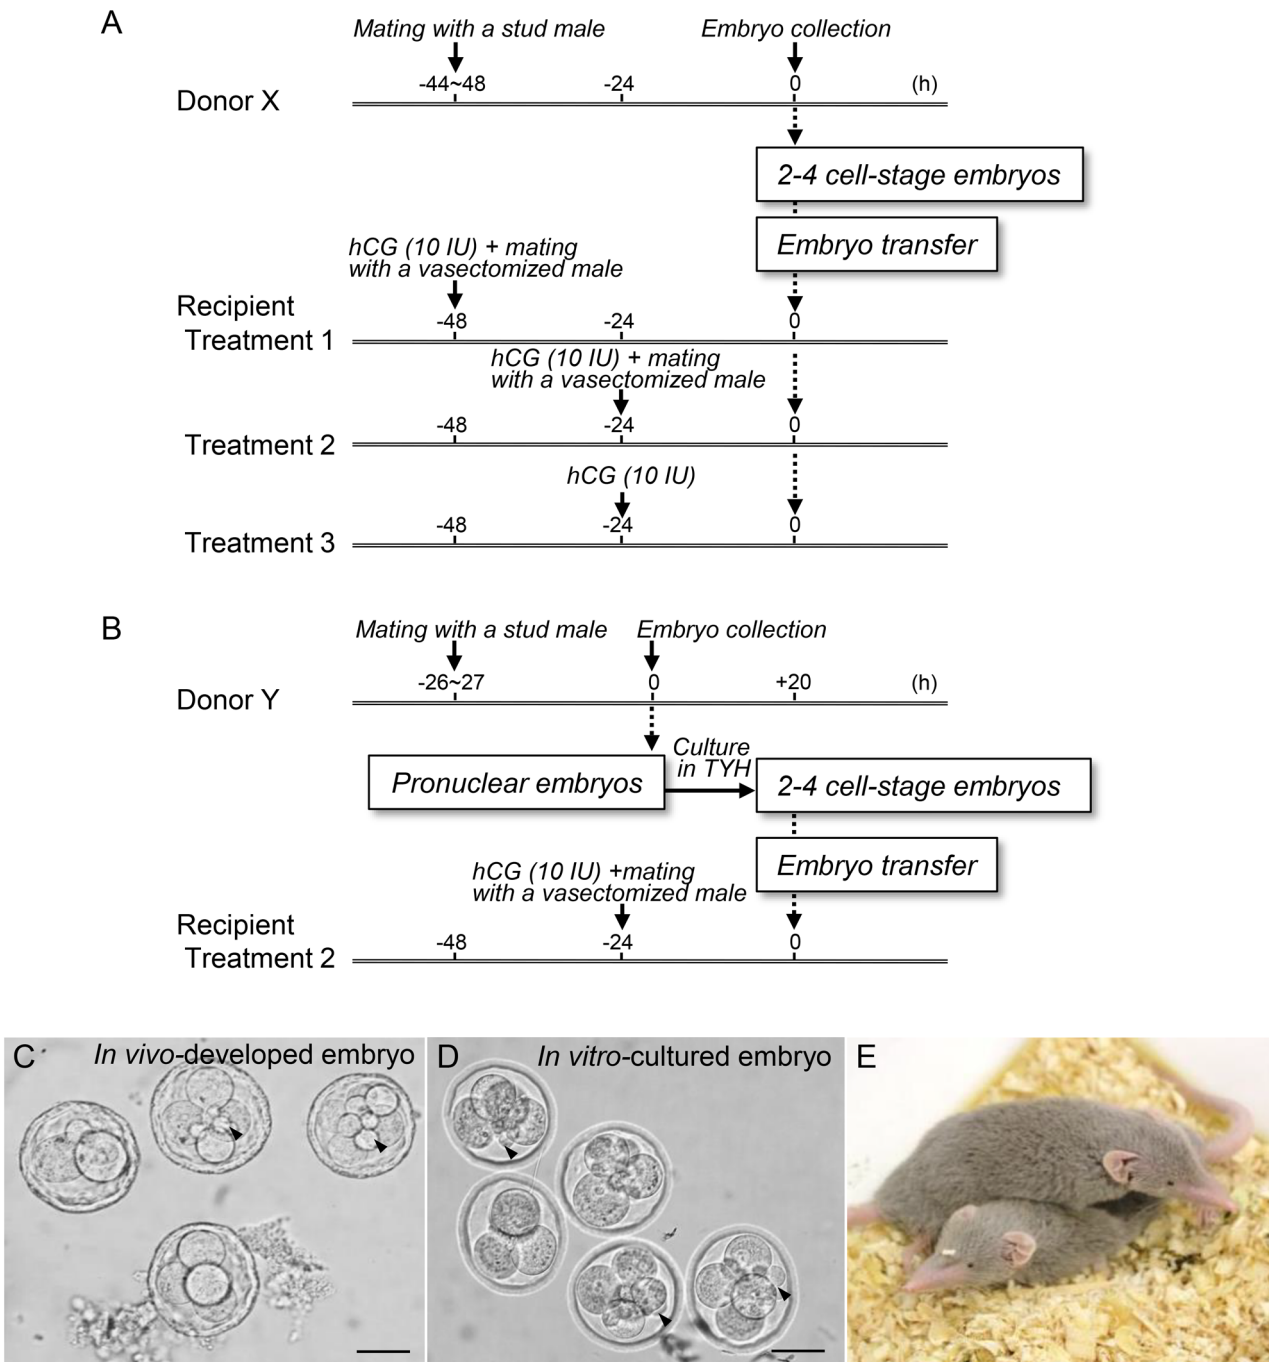 A
Mating with a stud male
Embryo collection
-44~48
-24
0
(h)
Donor X
2-4 cell-stage embryos
Embryo transfer
hCG (10 IU) + mating
with a vasectomized male
Recipient
Treatment 1
-48
-24
0
hCG (10 IU) + mating
with a vasectomized male
Treatment 2
-48
-24
0
hCG (10 IU)
Treatment 3
-48
-24
0
B
Mating with a stud male
Embryo collection
-26~27
0
+20
(h)
Donor Y
Culture
in TYH
Pronuclear embryos
2-4 cell-stage embryos
Embryo transfer
hCG (10 IU) +mating
with a vasectomized male
Recipient
Treatment 2
-48
-24
0
C
In vivo-developed embryo
D
In vitro-cultured embryo
E